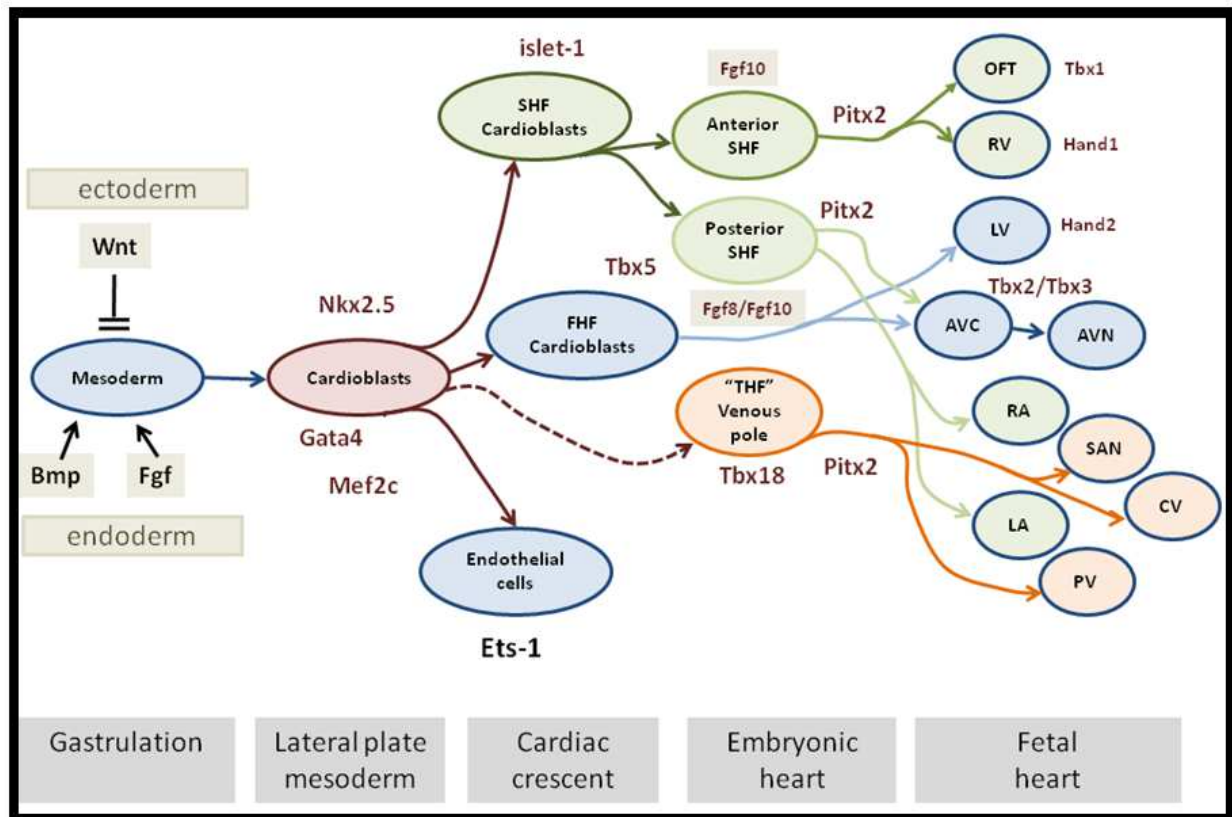 islet-1
SHF
Cardioblasts
Fgf10
Anterior
SHF
Pitx2
OFT
Tbx1
RV
Hand1
ectoderm
Wnt
Posterior
SHF
Pitx2
LV
Hand2
Nkx2.5
Tbx5
Fgf8/Fgf10
Tbx2/Tbx3
FHF
Cardioblasts
AVC
AVN
Mesoderm
Cardioblasts
"THF"
Venous
pole
RA
SAN
Gata4
Bmp
Fgf
Mef2c
Tbx18
Pitx2
CV
endoderm
LA
Endothelial
cells
PV
Ets-1
Gastrulation
Lateral plate
mesoderm
Cardiac
crescent
Embryonic
heart
Fetal
heart